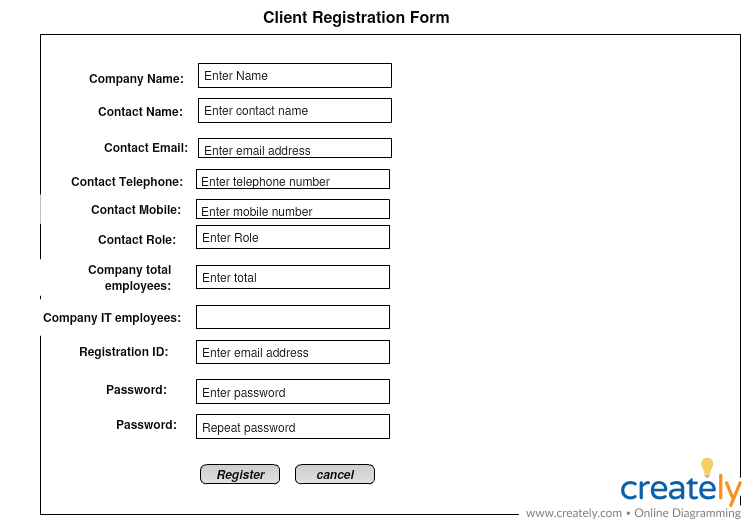 Client Registration Form
Company Name: Enter Name
Contact Name: Enter contact name
Contact Email: Enter email address
Contact Telephone: Enter telephone number
Contact Mobile: Enter mobile number
Contact Role: Enter Role
Company total
employees: Enter total
Company IT employees:
Registration ID: Enter email address
Password: Enter password
Password: Repeat password
Register cancel
creately
www.creately.com • Online Diagramming